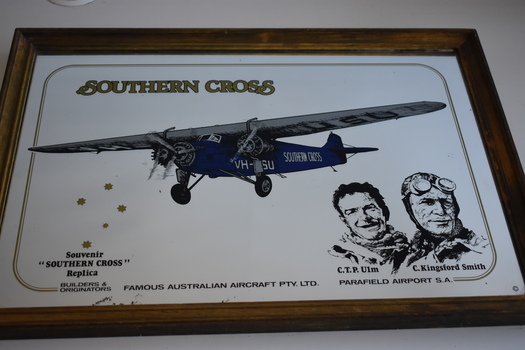 SOUTHERN CROSS
VH-USU
SOUTHERN CROSS
Souvenir
"SOUTHERN CROSS"
Replica
C.T.P. Ulm
C. Kingsford Smith
BUILDERS &
ORIGINATORS
FAMOUS AUSTRALIAN AIRCRAFT PTY. LTD.
PARAFIELD AIRPORT S.A.
©